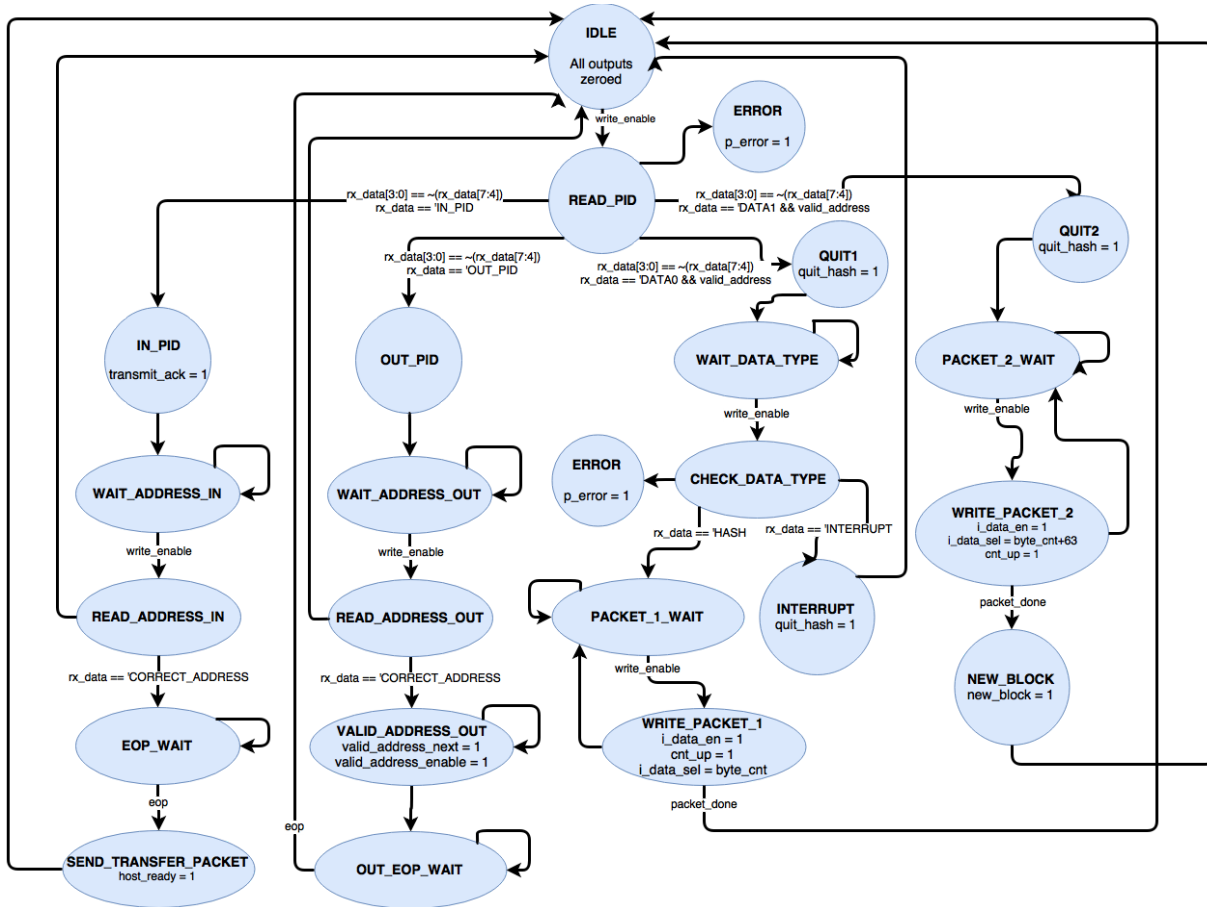 IDLE
All outputs
zeroed
write_enable
ERROR
p_error = 1
READ_PID
rx_data[3:0] == ~(rx_data[7:4])
rx_data == 'IN_PID
rx_data[3:0] == ~(rx_data[7:4])
rx_data == 'DATA1 && valid_address
rx_data[3:0] == ~(rx_data[7:4])
rx_data == 'OUT_PID
rx_data[3:0] == ~(rx_data[7:4])
rx_data == 'DATA0 && valid_address
QUIT1
quit_hash = 1
QUIT2
quit_hash = 1
IN_PID
transmit_ack = 1
OUT_PID
WAIT_DATA_TYPE
PACKET_2_WAIT
write_enable
write_enable
WAIT_ADDRESS_IN
WAIT_ADDRESS_OUT
ERROR
p_error = 1
CHECK_DATA_TYPE
WRITE_PACKET_2
i_data_en = 1
i_data_sel = byte_cnt+63
cnt_up = 1
rx_data == 'HASH
rx_data == 'INTERRUPT
write_enable
write_enable
READ_ADDRESS_IN
READ_ADDRESS_OUT
PACKET_1_WAIT
INTERRUPT
quit_hash = 1
packet_done
rx_data == 'CORRECT_ADDRESS
rx_data == 'CORRECT_ADDRESS
write_enable
NEW_BLOCK
new_block = 1
EOP_WAIT
VALID_ADDRESS_OUT
valid_address_next = 1
valid_address_enable = 1
WRITE_PACKET_1
i_data_en = 1
cnt_up = 1
i_data_sel = byte_cnt
eop
packet_done
eop
SEND_TRANSFER_PACKET
host_ready = 1
OUT_EOP_WAIT